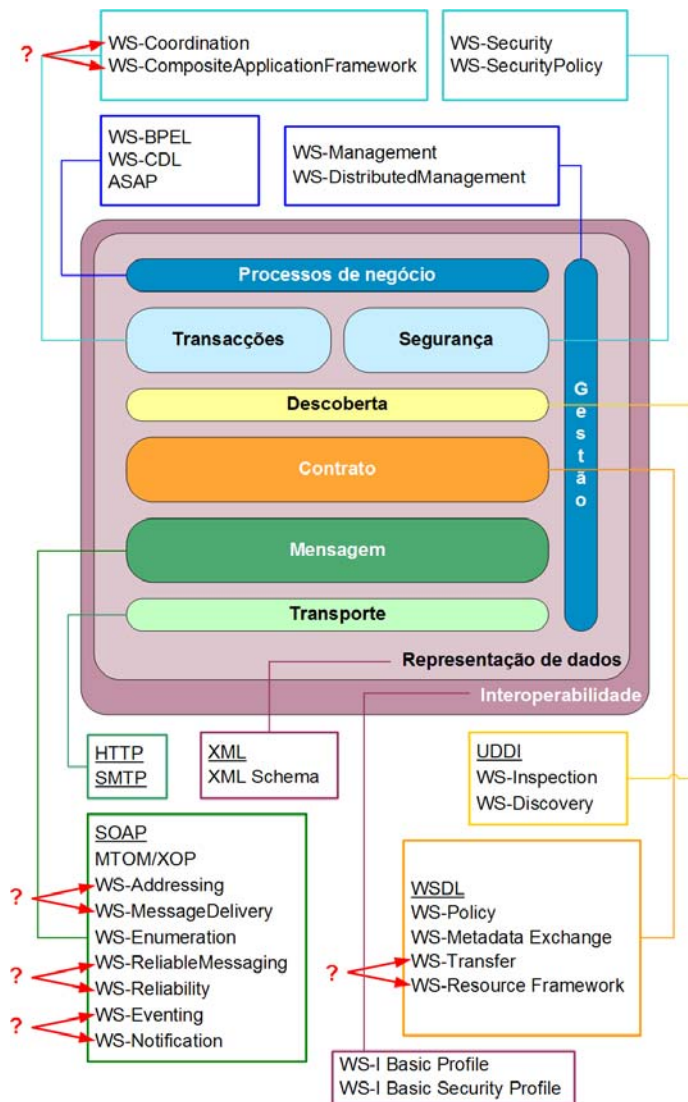 ?
WS-Coordination
WS-CompositeApplicationFramework
WS-Security
WS-SecurityPolicy
WS-BPEL
WS-CDL
ASAP
WS-Management
WS-DistributedManagement
Processos de negócio
Transacções
Segurança
Descoberta
Contrato
Mensagem
Transporte
Gestão
Representação de dados
Interoperabilidade
HTTP
SMTP
XML
XML Schema
UDDI
WS-Inspection
WS-Discovery
SOAP
MTOM/XOP
?
WS-Addressing
WS-MessageDelivery
WS-Enumeration
?
WS-ReliableMessaging
WS-Reliability
?
WS-Eventing
WS-Notification
WSDL
WS-Policy
WS-Metadata Exchange
?
WS-Transfer
WS-Resource Framework
WS-I Basic Profile
WS-I Basic Security Profile